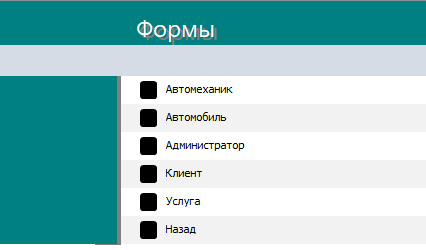 Формы
Автомеханик
Автомобиль
Администратор
Клиент
Услуга
Назад